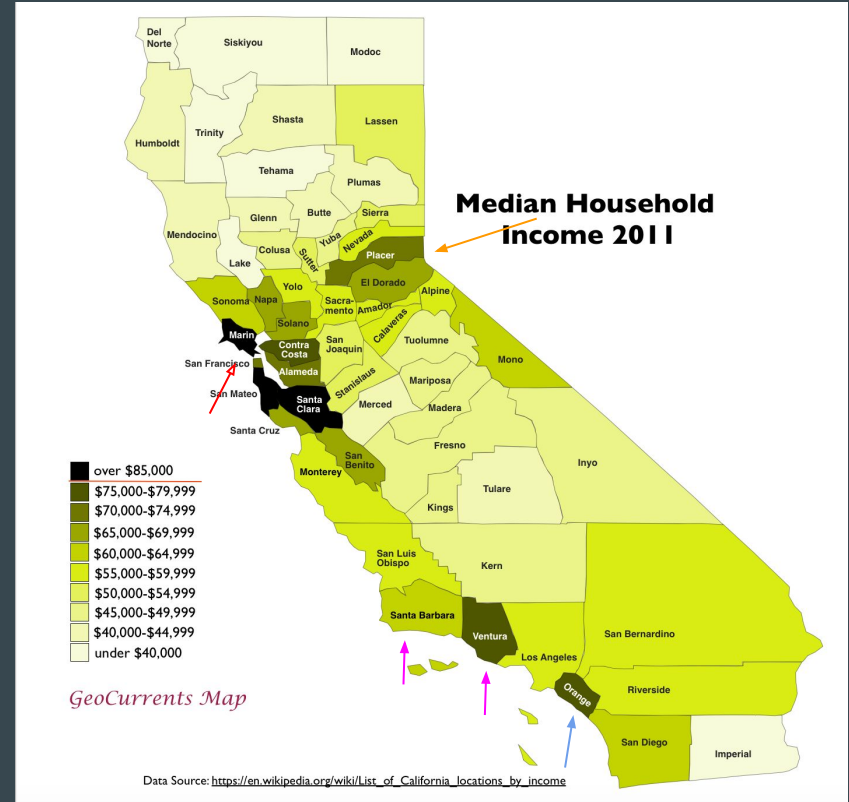 Del
Norte
Siskiyou
Modoc
Humboldt
Trinity
Shasta
Lassen
Tehama
Plumas
Mendocino
Glenn
Butte
Sierra
Lake
Colusa
Sutter
Yuba
Nevada
Placer
Median Household
Income 2011
Sonoma
Napa
Yolo
Sacra-
mento
El Dorado
Amador
Alpine
Solano
Calaveras
Marin
Contra
Costa
San
Joaquin
Tuolumne
Mono
San Francisco
Alameda
Stanislaus
Mariposa
San Mateo
Santa
Clara
Merced
Madera
Santa Cruz
San
Benito
Fresno
Inyo
Monterey
Tulare
Kings
over $85,000
$75,000-$79,999
$70,000-$74,999
$65,000-$69,999
$60,000-$64,999
$55,000-$59,999
$50,000-$54,999
$45,000-$49,999
$40,000-$44,999
under $40,000
San Luis
Obispo
Kern
Santa Barbara
Ventura
Los Angeles
San Bernardino
Orange
Riverside
San Diego
Imperial
GeoCurrents Map
Data Source: https://en.wikipedia.org/wiki/List_of_California_locations_by_income